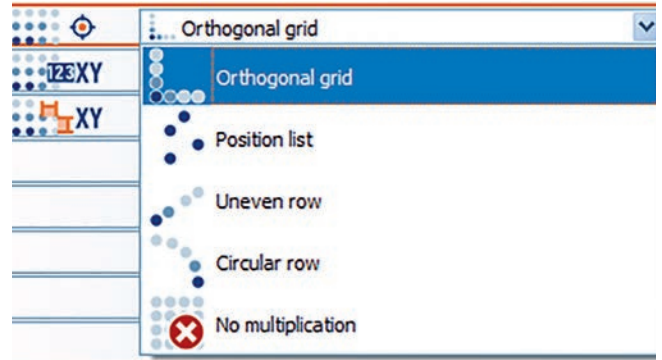 Orthogonal grid
123XY
Orthogonal grid
XY
Position list
Uneven row
Circular row
No multiplication